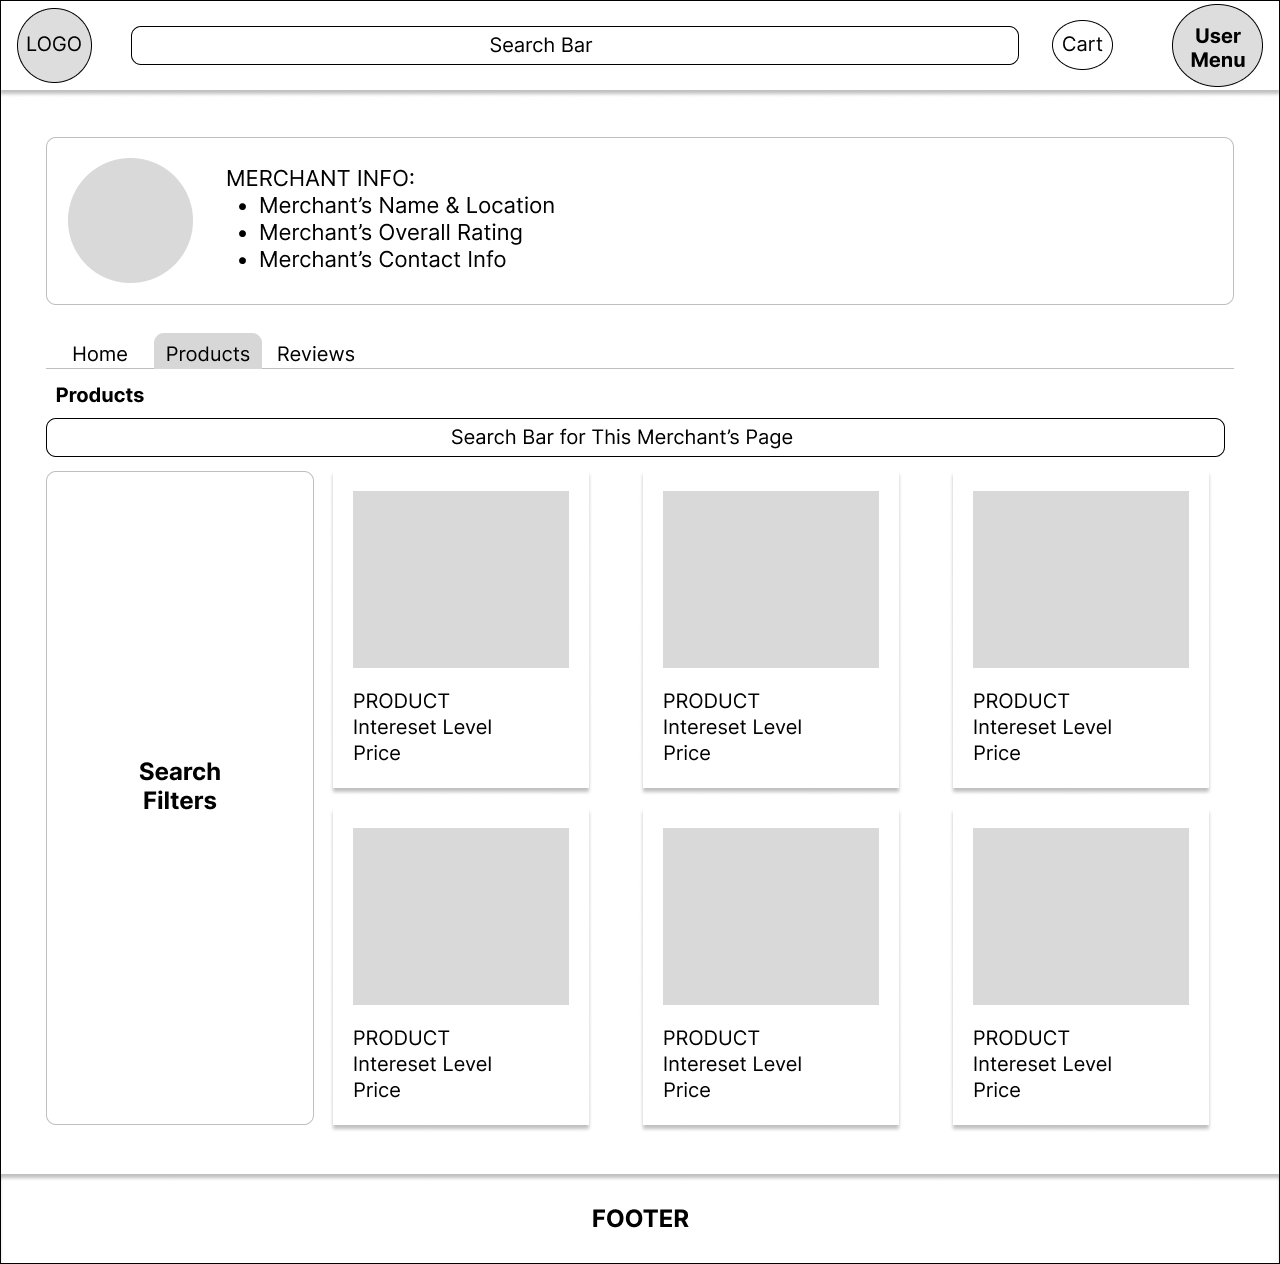 LOGO
Search Bar
Cart
User
Menu
MERCHANT INFO:
• Merchant’s Name & Location
• Merchant’s Overall Rating
• Merchant’s Contact Info
Home
Products
Reviews
Products
Search Bar for This Merchant’s Page
Search
Filters
PRODUCT
Intereset Level
Price
PRODUCT
Intereset Level
Price
PRODUCT
Intereset Level
Price
PRODUCT
Intereset Level
Price
PRODUCT
Intereset Level
Price
PRODUCT
Intereset Level
Price
FOOTER